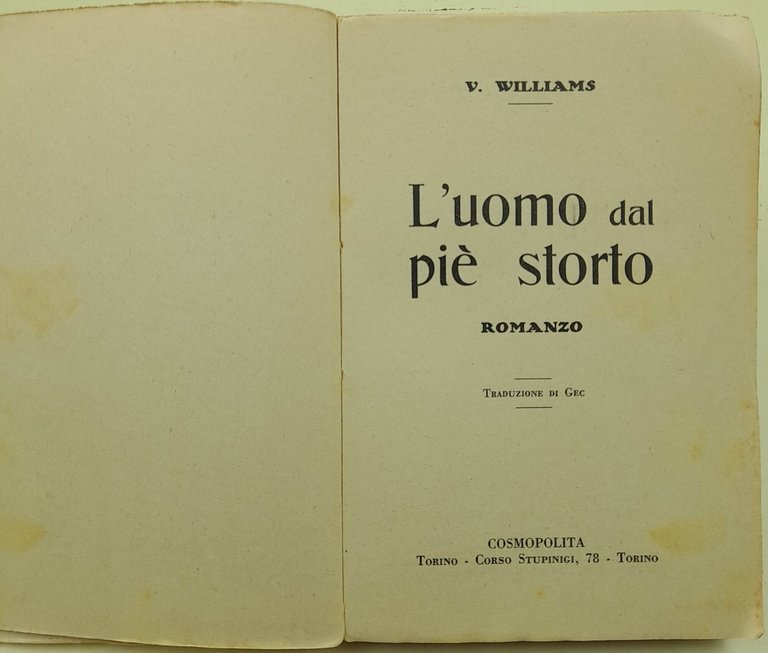 V. WILLIAMS
L'uomo dal
piè storto
ROMANZO
Traduzione di Gec
COSMOPOLITA
Torino - Corso Stupinigi, 78 - Torino